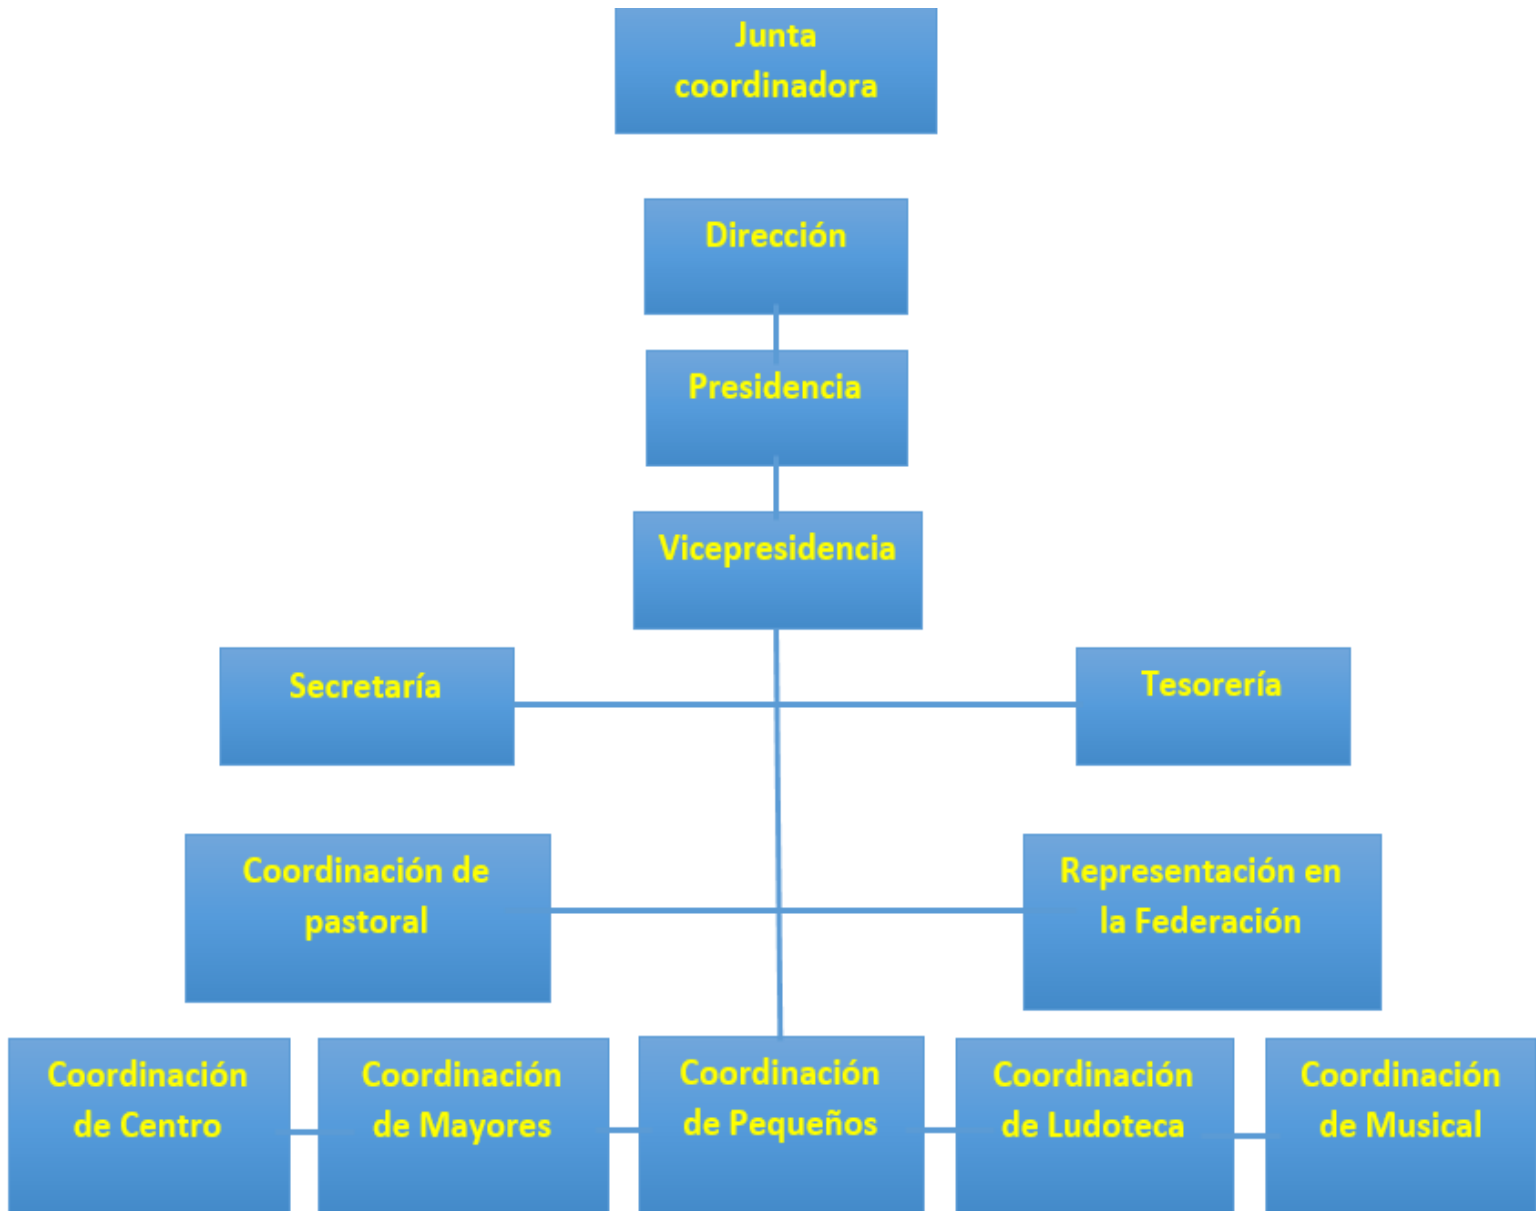 Junta
coordinadora
Dirección
Presidencia
Vicepresidencia
Secretaría
Tesorería
Coordinación de
pastoral
Representación en
la Federación
Coordinación
de Centro
Coordinación
de Mayores
Coordinación
de Pequeños
Coordinación
de Ludoteca
Coordinación
de Musical